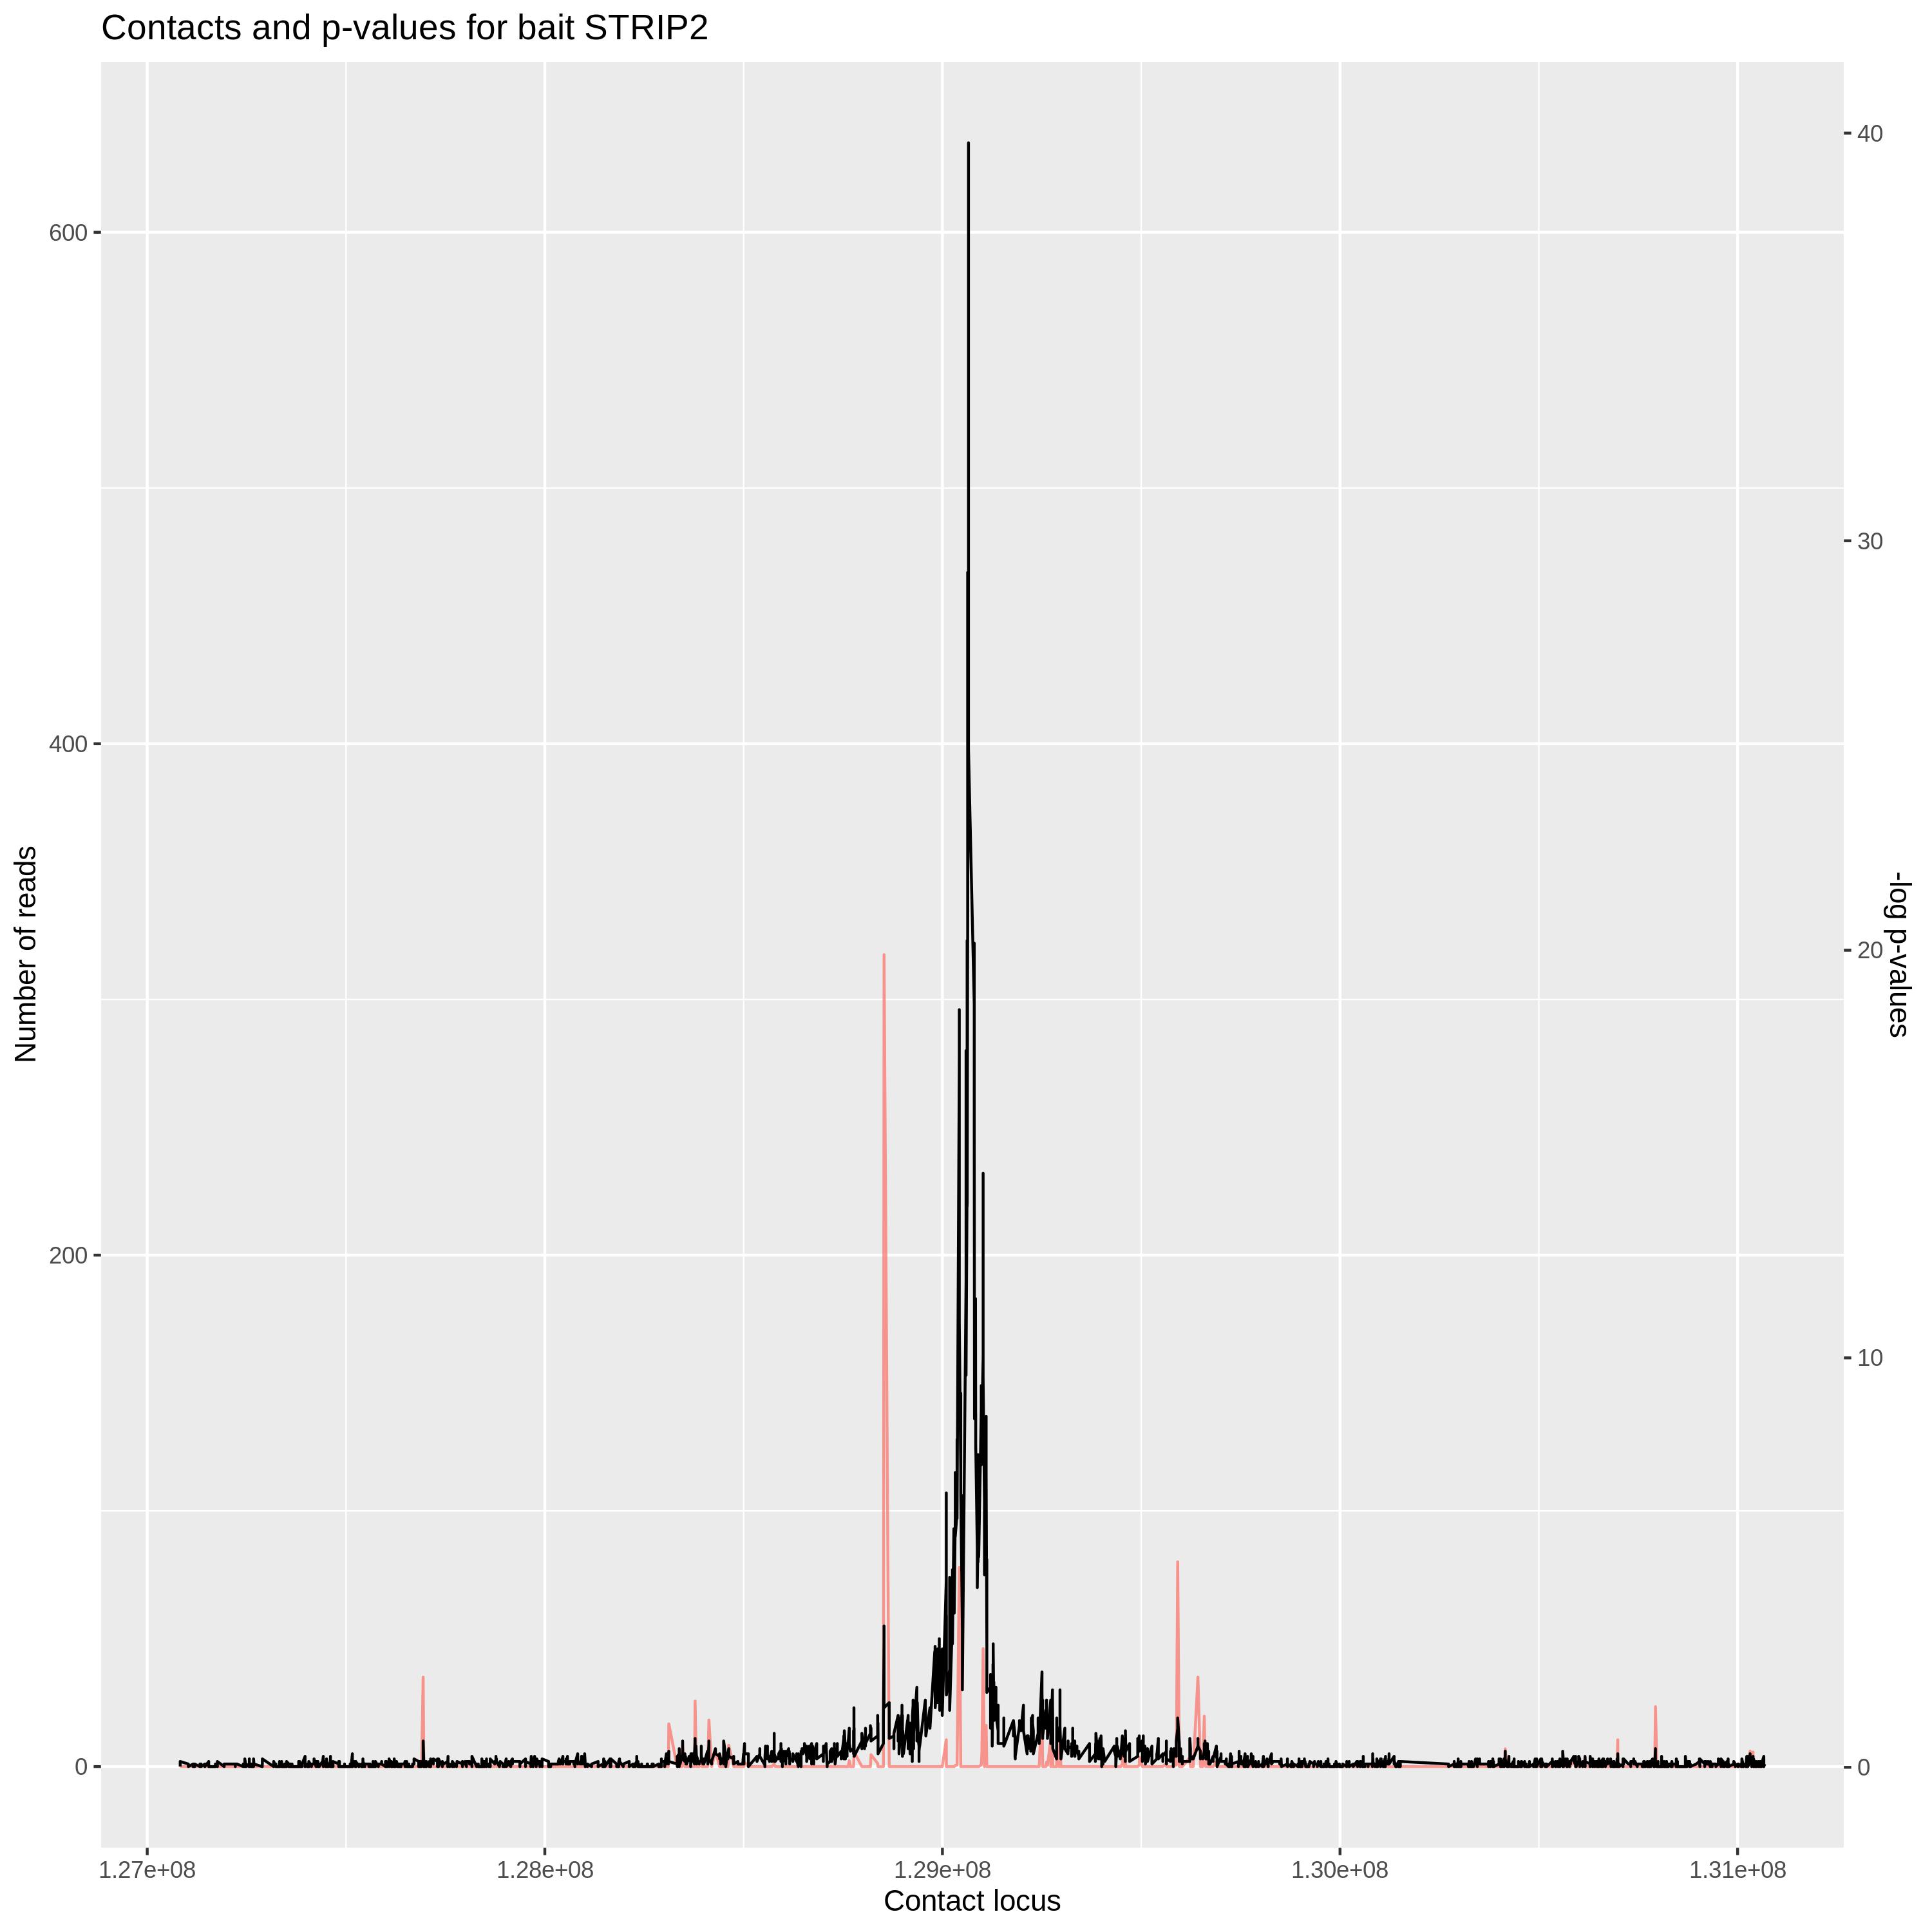 Contacts and p-values for bait STRIP2
600
400
200
0
Number of reads
40
30
20
10
0
-log p-values
1.27e+08 1.28e+08 1.29e+08 1.30e+08 1.31e+08
Contact locus